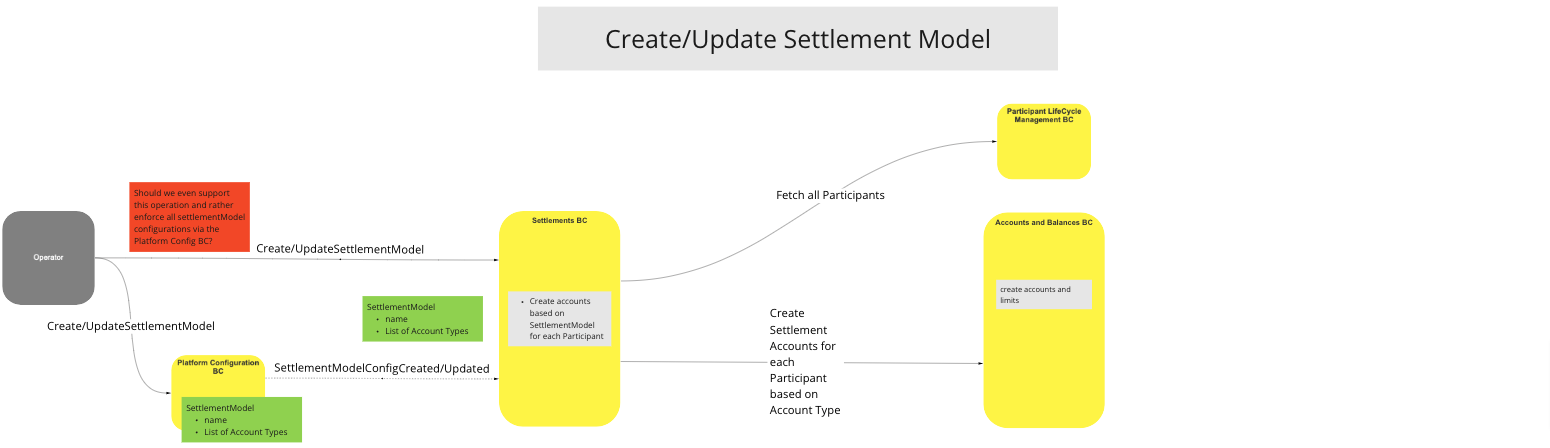 Create/Update Settlement Model
Participant LifeCycle
Management BC
Should we even support
this operation and rather
enforce all settlementModel
configurations via the
Platform Config BC?
Fetch all Participants
Operator
Create/UpdateSettlementModel
Settlements BC
Accounts and Balances BC
create accounts and
limits
SettlementModel
• name
• List of Account Types
• Create accounts
based on
SettlementModel
for each Participant
Create
Settlement
Accounts for
each
Participant
based on
Account Type
Create/UpdateSettlementModel
Platform Configuration
BC
SettlementModelConfigCreated/Updated
SettlementModel
• name
• List of Account Types